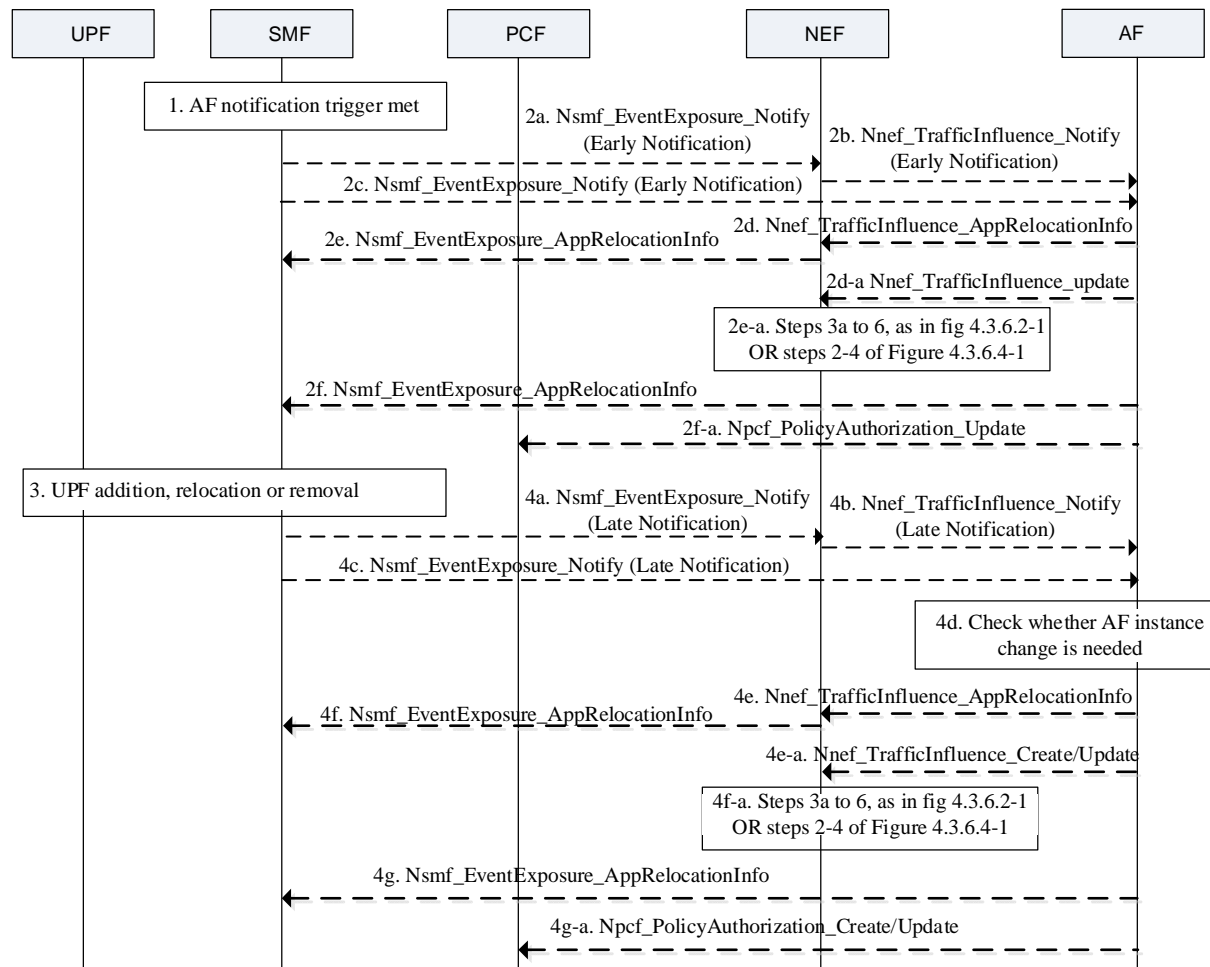 UPF
SMF
PCF
NEF
AF
1. AF notification trigger met
2a. Nsmf_EventExposure_Notify
(Early Notification)
2b. Nnef_TrafficInfluence_Notify
(Early Notification)
2c. Nsmf_EventExposure_Notify (Early Notification)
2d. Nnef_TrafficInfluence_AppRelocationInfo
2e. Nsmf_EventExposure_AppRelocationInfo
2d-a Nnef_TrafficInfluence_update
2e-a. Steps 3a to 6, as in fig 4.3.6.2-1
OR steps 2-4 of Figure 4.3.6.4-1
2f. Nsmf_EventExposure_AppRelocationInfo
2f-a. Npcf_PolicyAuthorization_Update
3. UPF addition, relocation or removal
4a. Nsmf_EventExposure_Notify
(Late Notification)
4b. Nnef_TrafficInfluence_Notify
(Late Notification)
4c. Nsmf_EventExposure_Notify (Late Notification)
4d. Check whether AF instance
change is needed
4e. Nnef_TrafficInfluence_AppRelocationInfo
4f. Nsmf_EventExposure_AppRelocationInfo
4e-a. Nnef_TrafficInfluence_Create/Update
4f-a. Steps 3a to 6, as in fig 4.3.6.2-1
OR steps 2-4 of Figure 4.3.6.4-1
4g. Nsmf_EventExposure_AppRelocationInfo
4g-a. Npcf_PolicyAuthorization_Create/Update